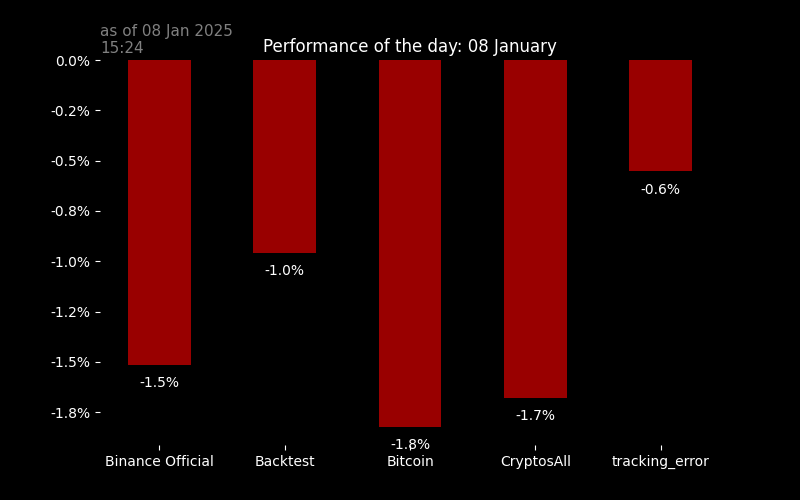 as of 08 Jan 2025
15:24
Performance of the day: 08 January
0.0%
-0.2%
-0.5%
-0.8%
-1.0%
-1.2%
-1.5%
-1.8%
-1.5%
-1.0%
-1.8%
-1.7%
-0.6%
Binance Official
Backtest
Bitcoin
CryptosAll
tracking_error